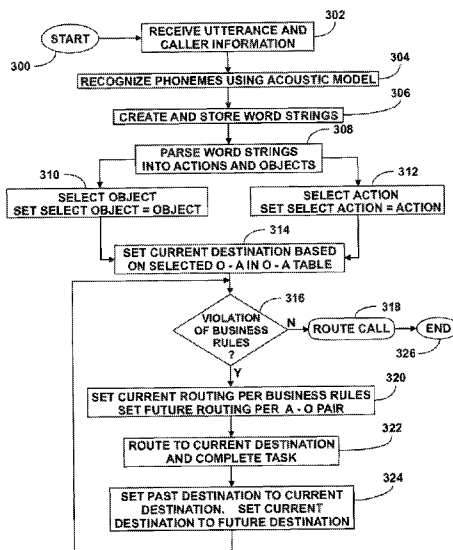 START
300
RECEIVE UTTERANCE AND
CALLER INFORMATION
302
RECOGNIZE PHONEMES USING ACOUSTIC MODEL
304
CREATE AND STORE WORD STRINGS
306
PARSE WORD STRINGS
INTO ACTIONS AND OBJECTS
308
310
SELECT OBJECT
SET SELECT OBJECT = OBJECT
312
SELECT ACTION
SET SELECT ACTION = ACTION
314
SET CURRENT DESTINATION BASED
ON SELECTED O - A IN O - A TABLE
316
VIOLATION
OF BUSINESS
RULES
?
N
318
ROUTE CALL
END
326
Y
SET CURRENT ROUTING PER BUSINESS RULES
SET FUTURE ROUTING PER A - O PAIR
320
ROUTE TO CURRENT DESTINATION
AND COMPLETE TASK
322
SET PAST DESTINATION TO CURRENT
DESTINATION. SET CURRENT
DESTINATION TO FUTURE DESTINATION
324